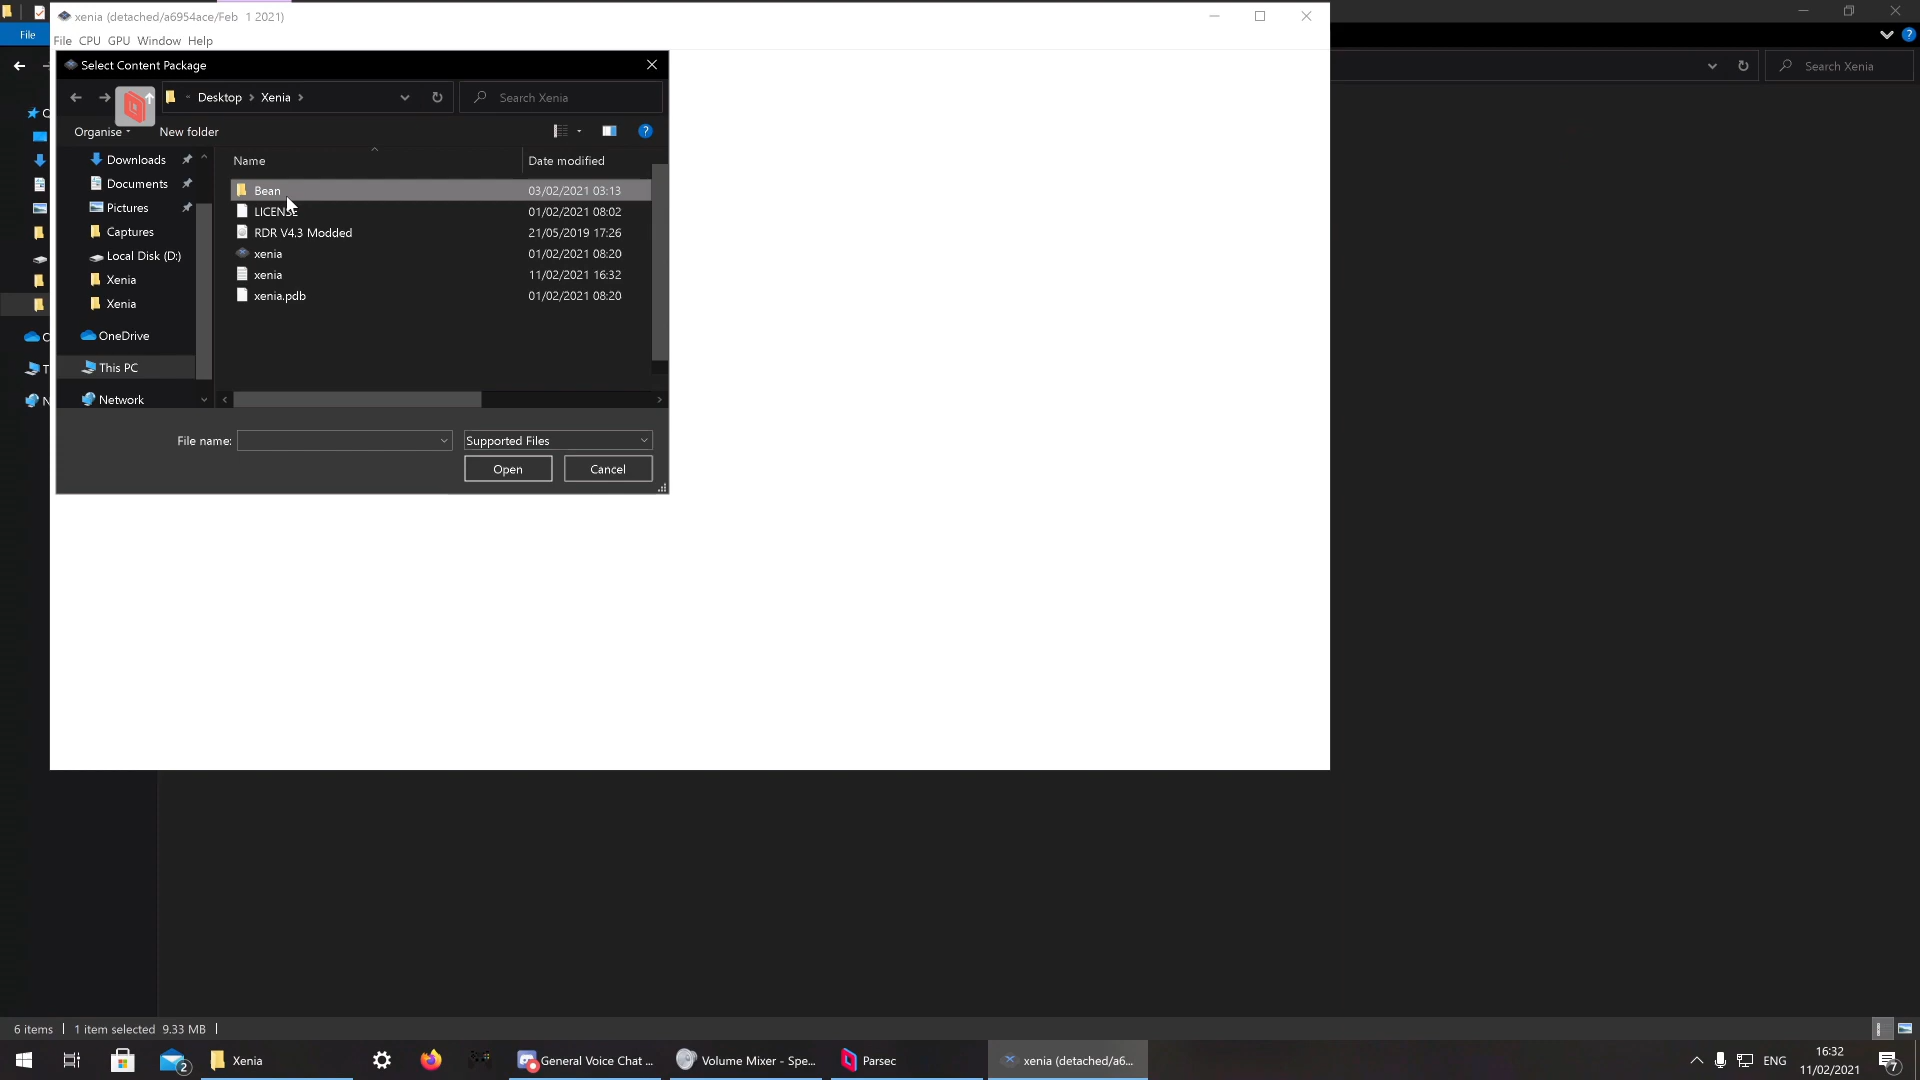 xenia (detached/a6954ace/Feb 1 2021)
File
File CPU GPU Window Help
Select Content Package
Desktop > Xenia >
Search Xenia
Search Xenia
Organise
New folder
Name
Date modified
Downloads
Documents
Pictures
Captures
Local Disk (D:)
Xenia
Xenia
OneDrive
This PC
Network
Bean 03/02/2021 03:13
LICENSE 01/02/2021 08:02
RDR V4.3 Modded 21/05/2019 17:26
xenia 01/02/2021 08:20
xenia 11/02/2021 16:32
xenia.pdb 01/02/2021 08:20
File name:
Supported Files
Open
Cancel
6 items
1 item selected 9.33 MB
2
Xenia
General Voice Chat ...
Volume Mixer - Spe...
Parsec
xenia (detached/a6...
ENG
16:32
11/02/2021
7